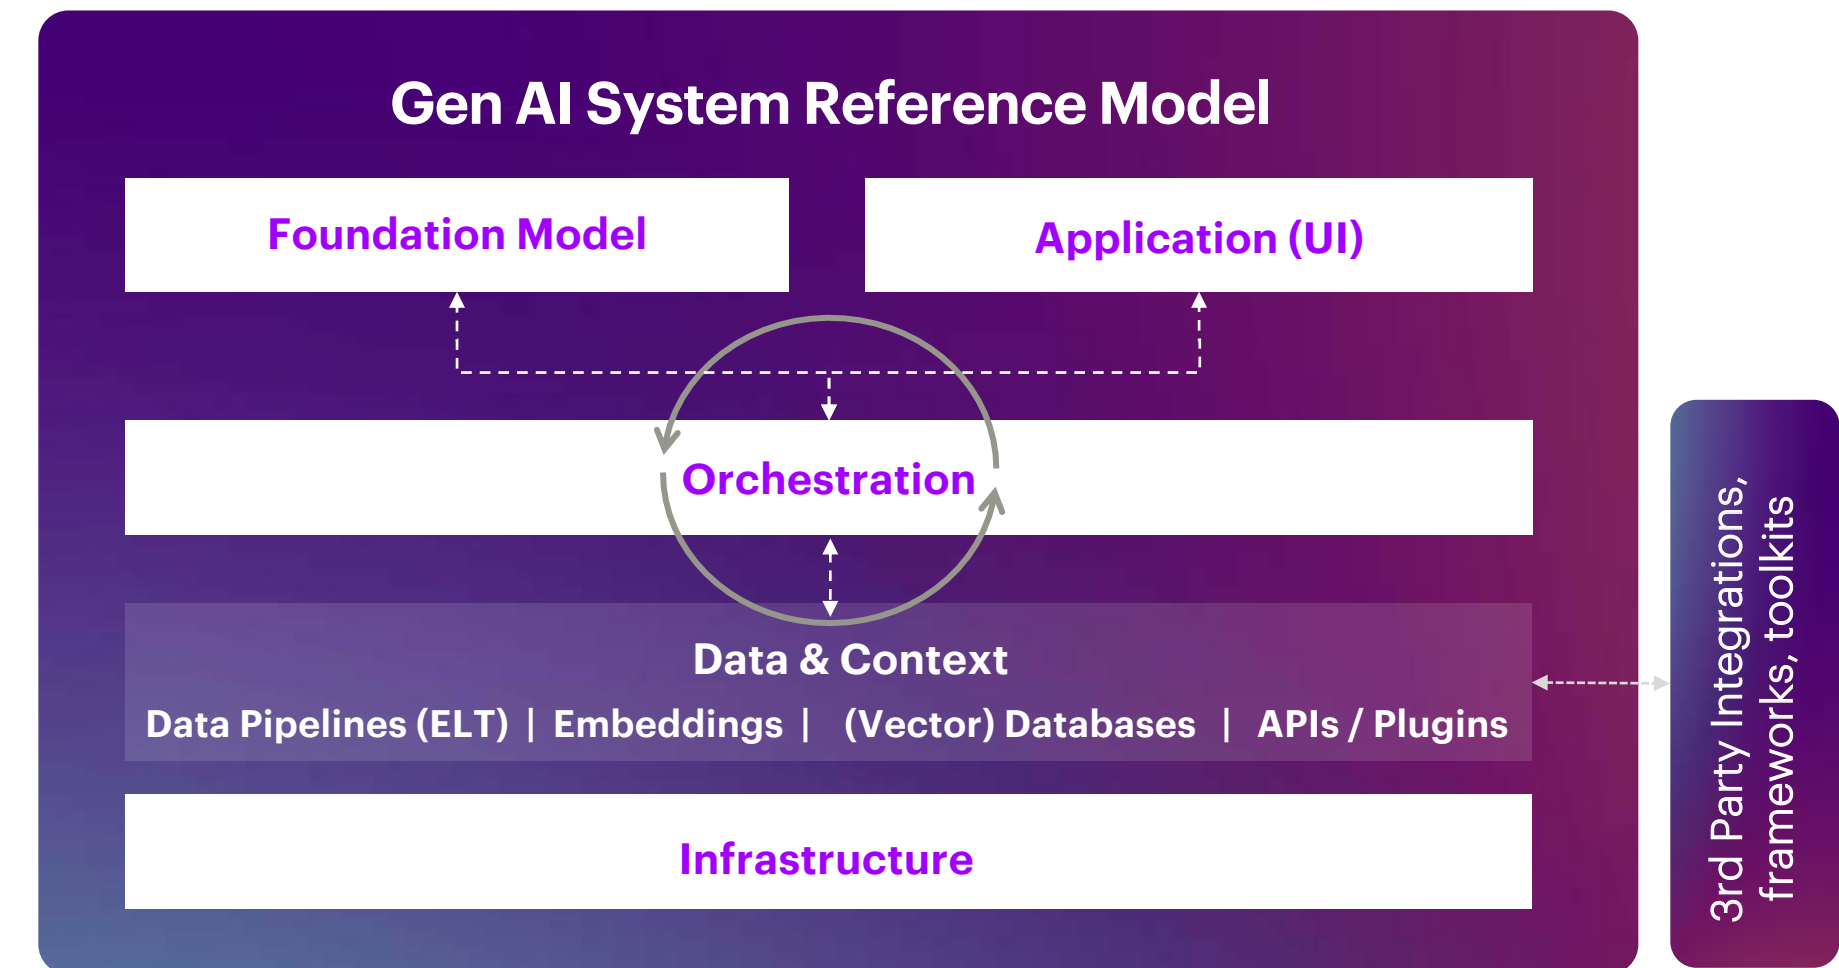 Gen AI System Reference Model
Foundation Model
Application (UI)
Orchestration
Data & Context
Data Pipelines (ELT) | Embeddings | (Vector) Databases | APIs / Plugins
Infrastructure
3rd Party Integrations,
frameworks, toolkits